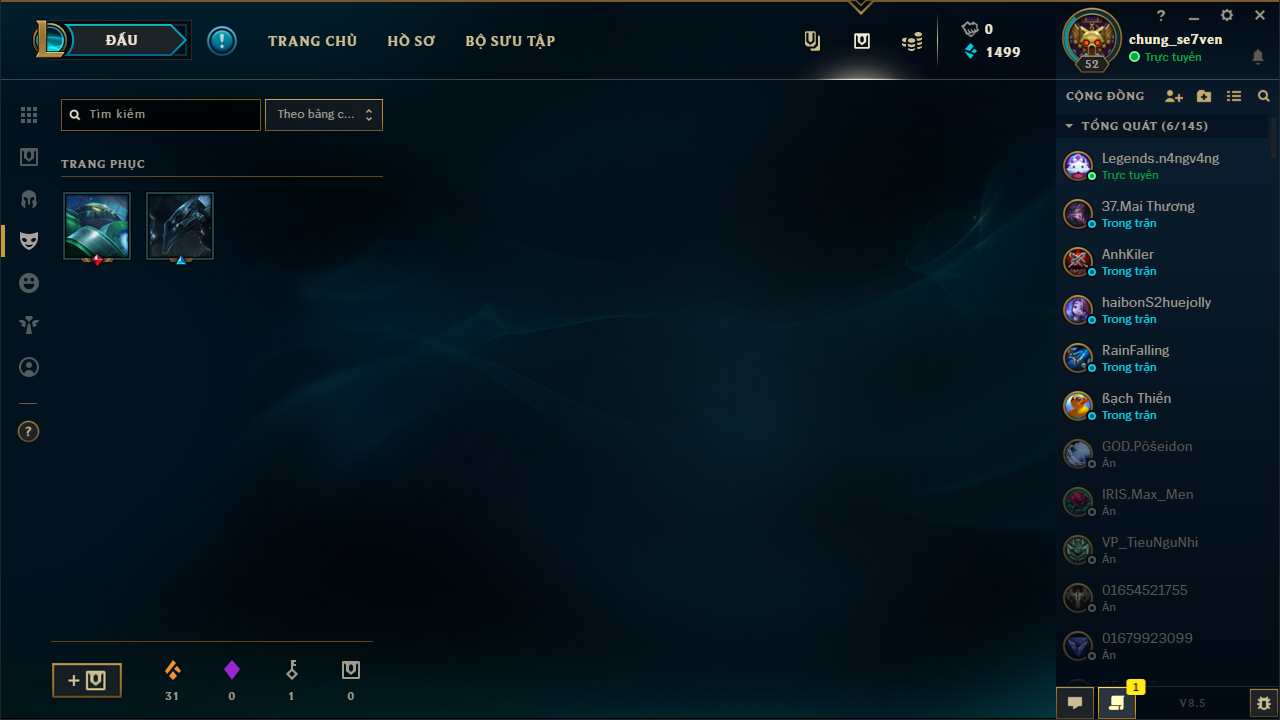 ĐẤU
TRANG CHỦ
HỒ SƠ
BỘ SƯU TẬP
0
1499
52
?
chung_se7ven
Trực tuyến
Tìm kiếm
Theo bảng c...
TRANG PHỤC
CỘNG ĐỒNG
TỔNG QUÁT (6/145)
Legends.n4ngv4ng
Trực tuyến
37.Mai Thương
Trong trận
AnhKiler
Trong trận
haibonS2huejolly
Trong trận
RainFalling
Trong trận
ßạch Thiển
Trong trận
GOD.Pôšeidon
Ẩn
IRIS.Max_Men
Ẩn
VP_TieuNguNhi
Ẩn
01654521755
Ẩn
01679923099
Ẩn
?
31
0
1
0
1
V8.5